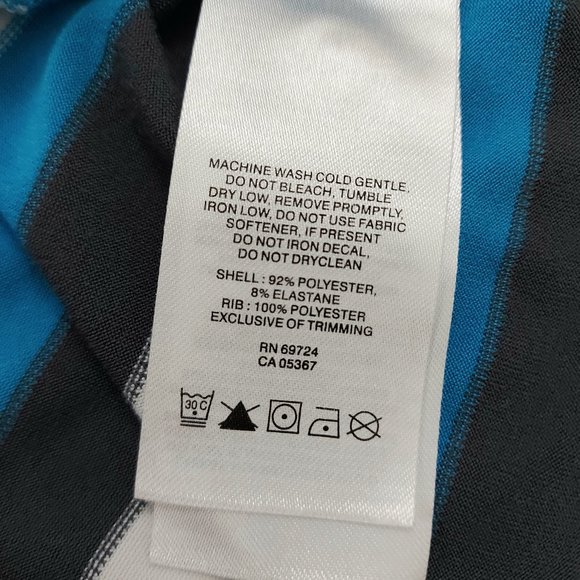 MACHINE WASH COLD GENTLE,
DO NOT BLEACH, TUMBLE
DRY LOW, REMOVE PROMPTLY,
IRON LOW, DO NOT USE FABRIC
SOFTENER, IF PRESENT
DO NOT IRON DECAL,
DO NOT DRYCLEAN
SHELL : 92% POLYESTER,
8% ELASTANE
RIB : 100% POLYESTER
EXCLUSIVE OF TRIMMING
RN 69724
CA 05367
30 C